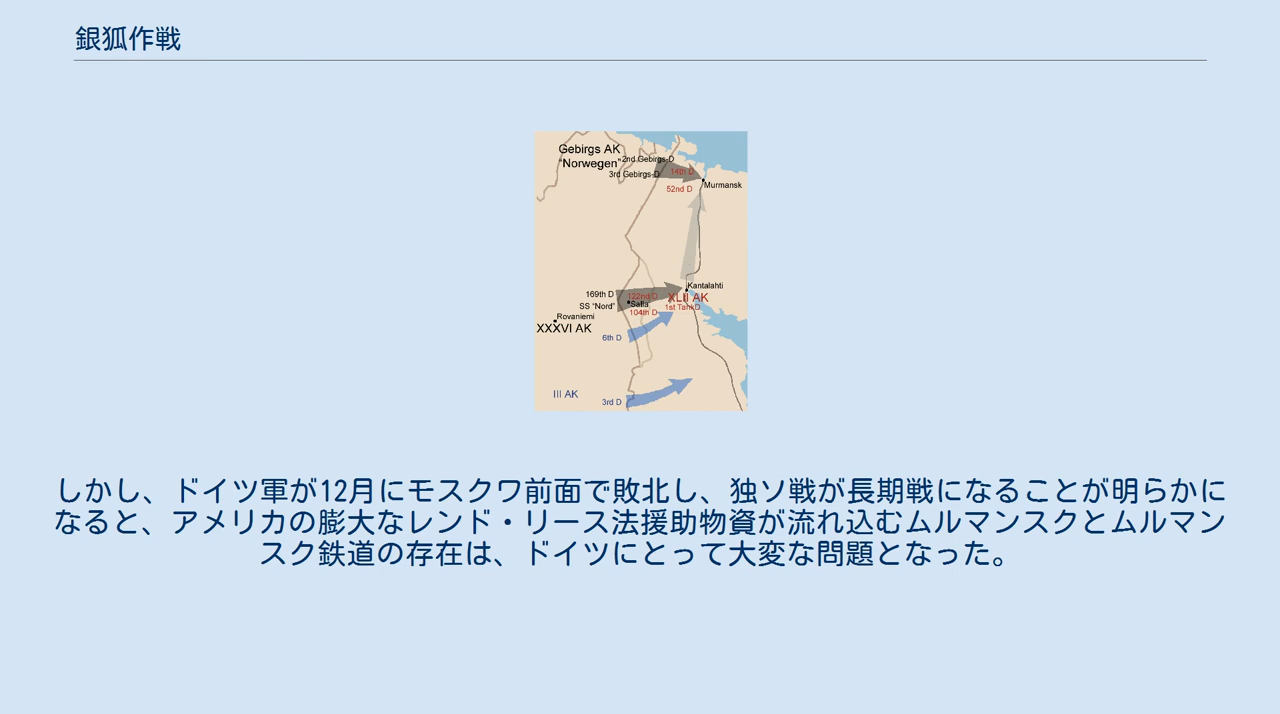 銀狐作戦
Gebirgs AK
"Norwegen"
2nd Gebirgs-D
14th D
3rd Gebirgs-D
52nd D
Murmansk
Kantalahti
169th D
122nd D
XLII AK
SS "Nord"
Salla
104th D
1st TankD
Rovaniemi
XXXVI AK
6th D
III AK
3rd D
しかし、ドイツ軍が12月にモスクワ前面で敗北し、独ソ戦が長期戦になることが明らかに
なると、アメリカの膨大なレンド・リース法援助物資が流れ込むムルマンスクとムルマン
スク鉄道の存在は、ドイツにとって大変な問題となった。